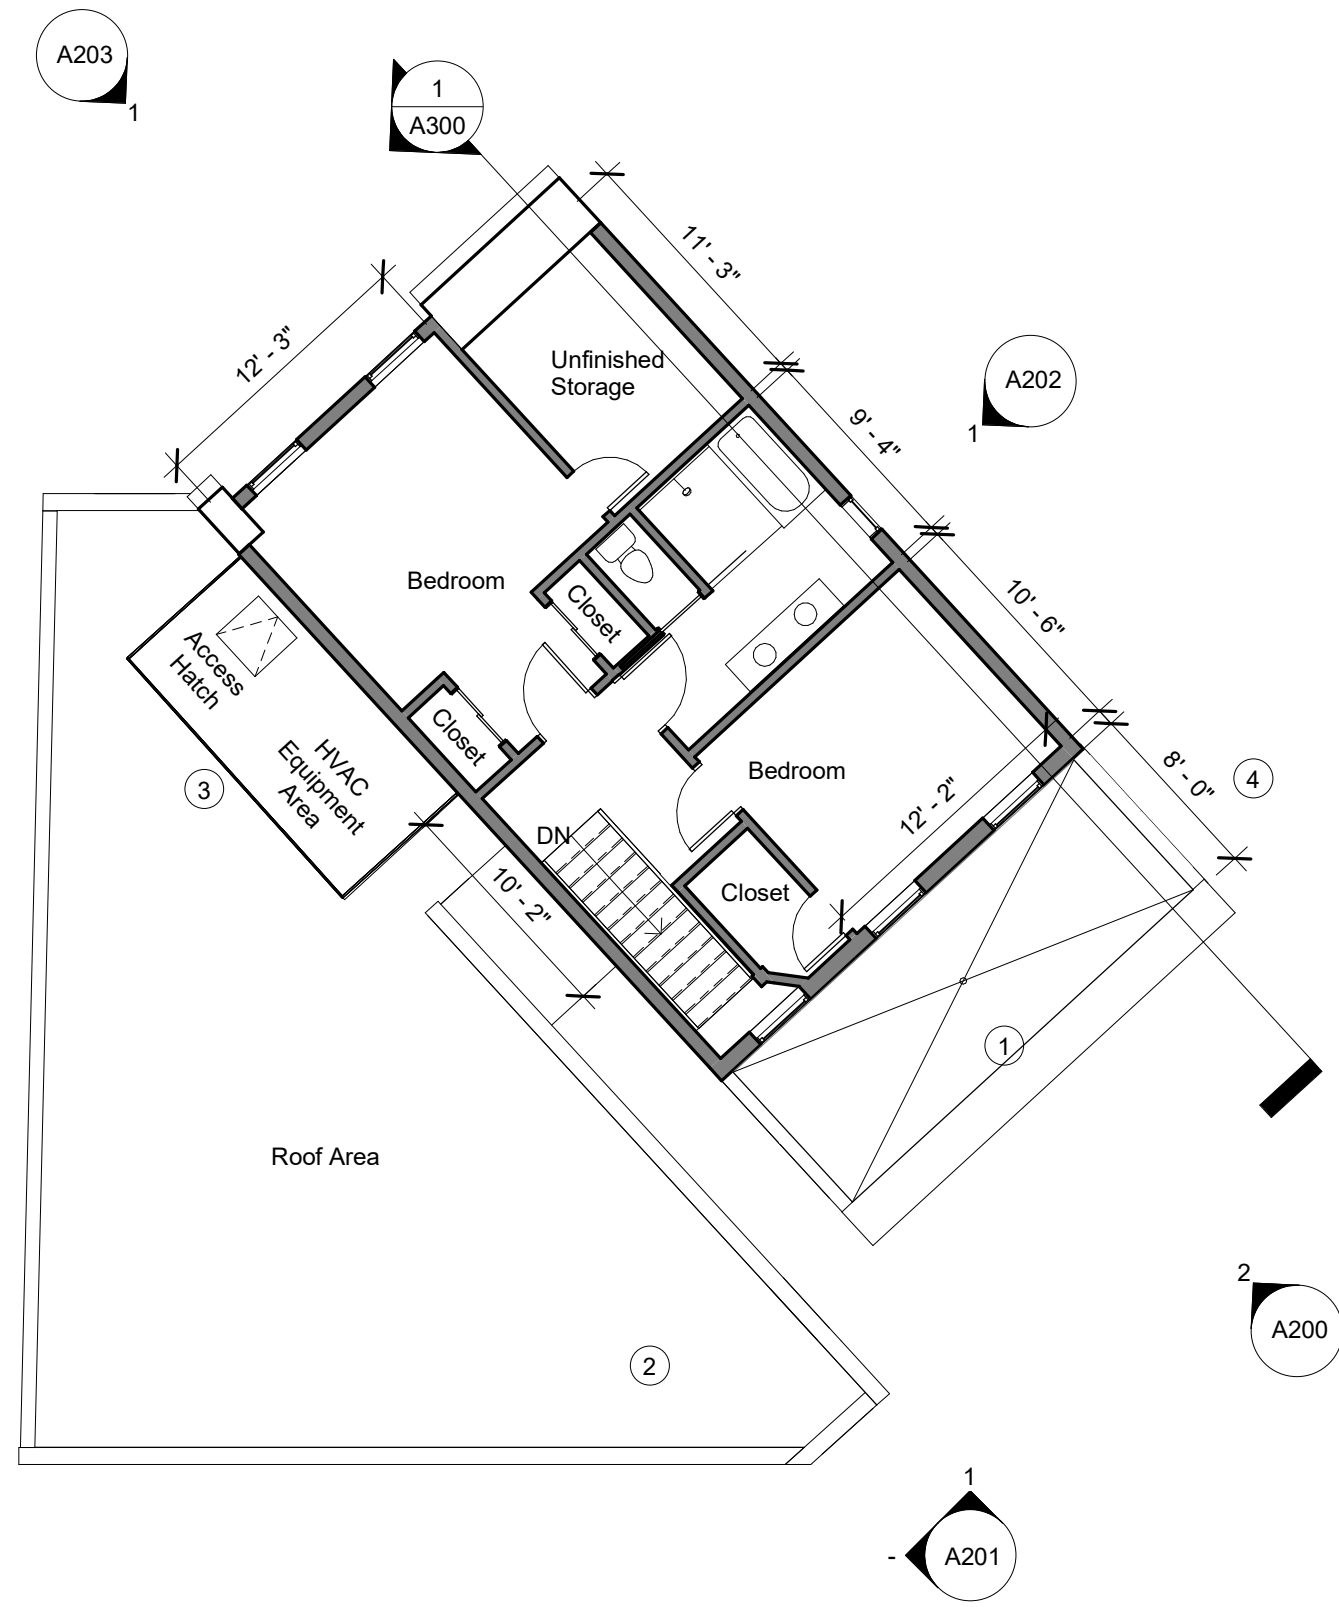 A203
1
1
A300
11' - 3"
12' - 3"
Unfinished
Storage
A202
1
9' - 4"
Bedroom
Closet
10' - 6"
Access
Hatch
Closet
HVAC
Equipment
Area
3
Bedroom
8' - 0"
4
12' - 2"
DN
10' - 2"
Closet
1
Roof Area
2
2
A200
1
-
A201